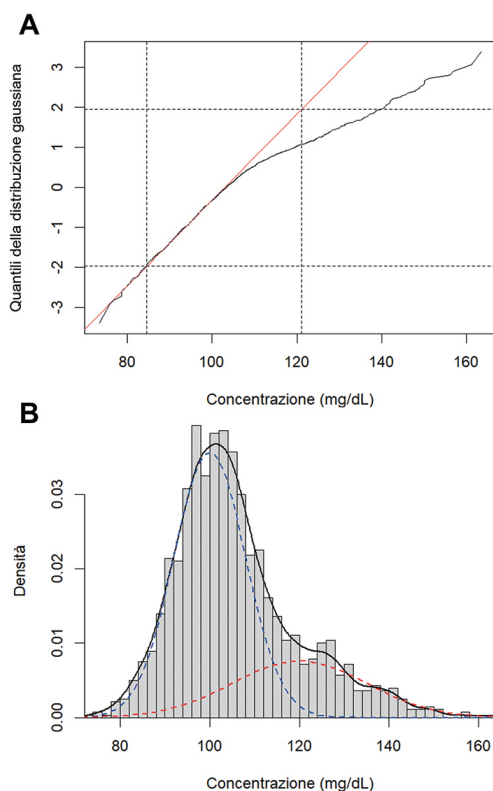 A
Quantili della distribuzione gaussiana
3
2
1
0
-1
-2
-3
80 100 120 140 160
Concentrazione (mg/dL)
B
Densità
0.03
0.02
0.01
0.00
80 100 120 140 160
Concentrazione (mg/dL)